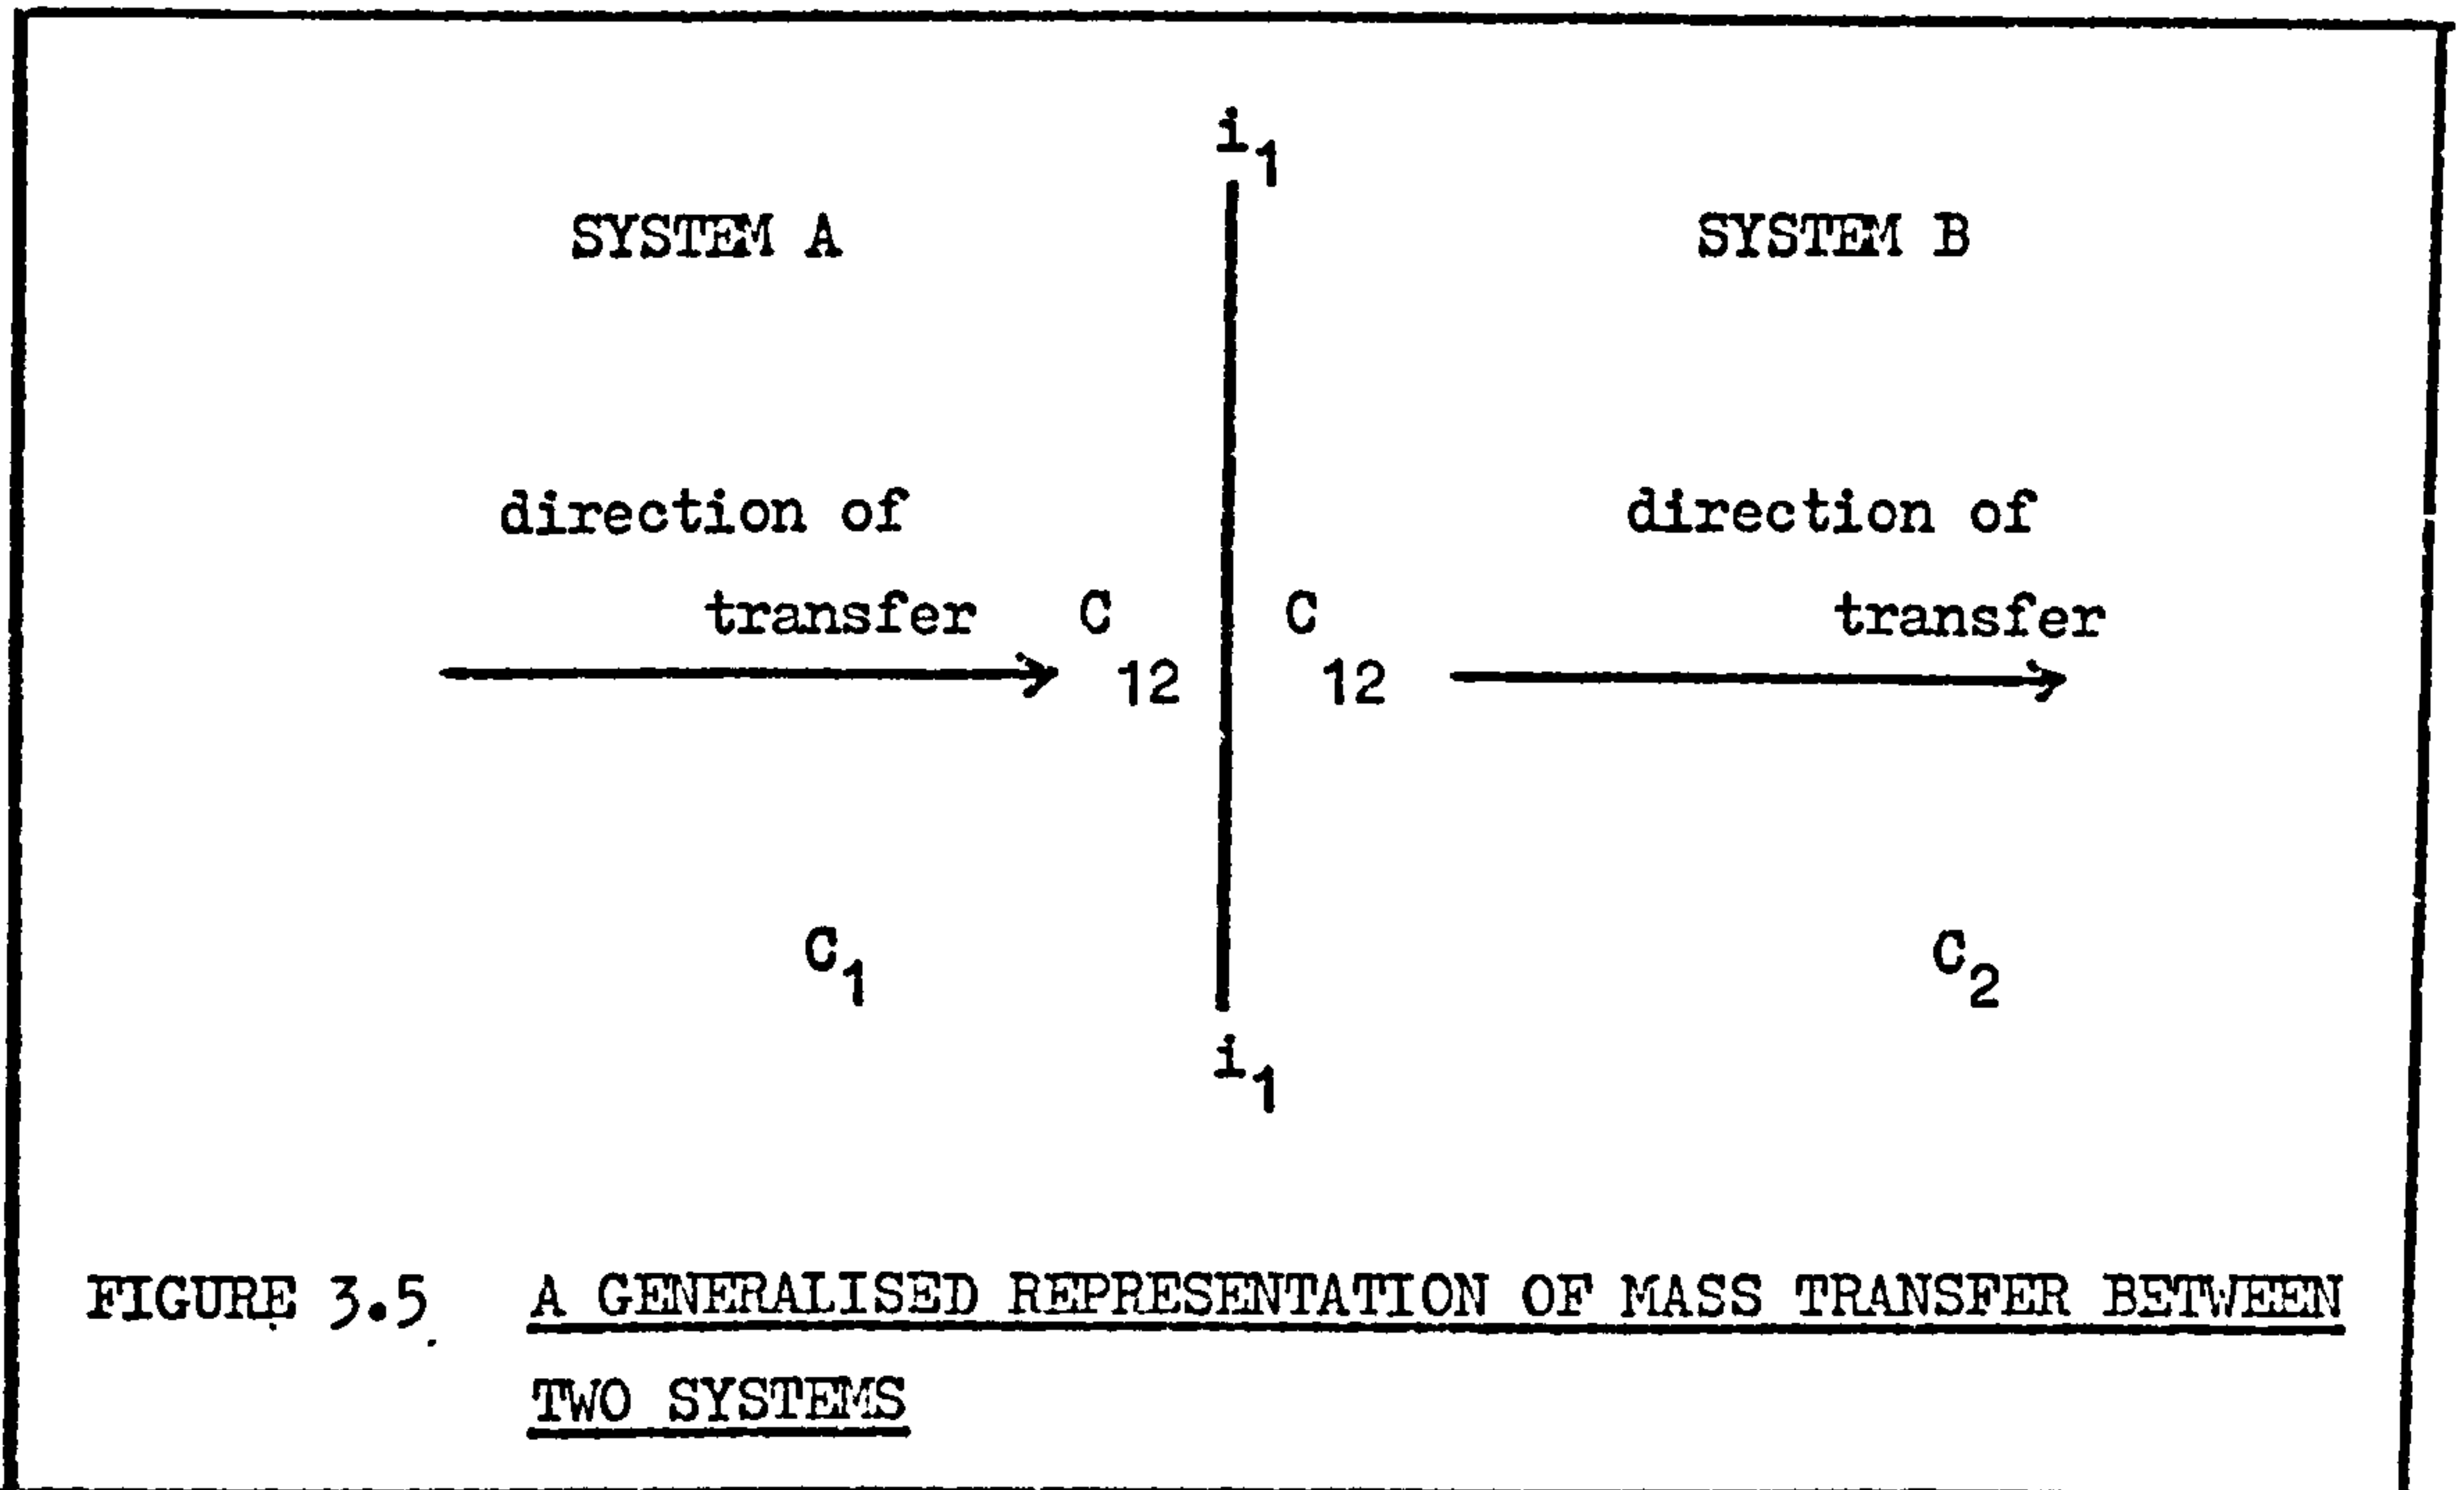 i₁
SYSTEM A SYSTEM B
direction of direction of
transfer C₁₂ C₁₂ transfer
C₁ C₂
i₁
FIGURE 3.5. A GENERALISED REPRESENTATION OF MASS TRANSFER BETWEEN
TWO SYSTEMS